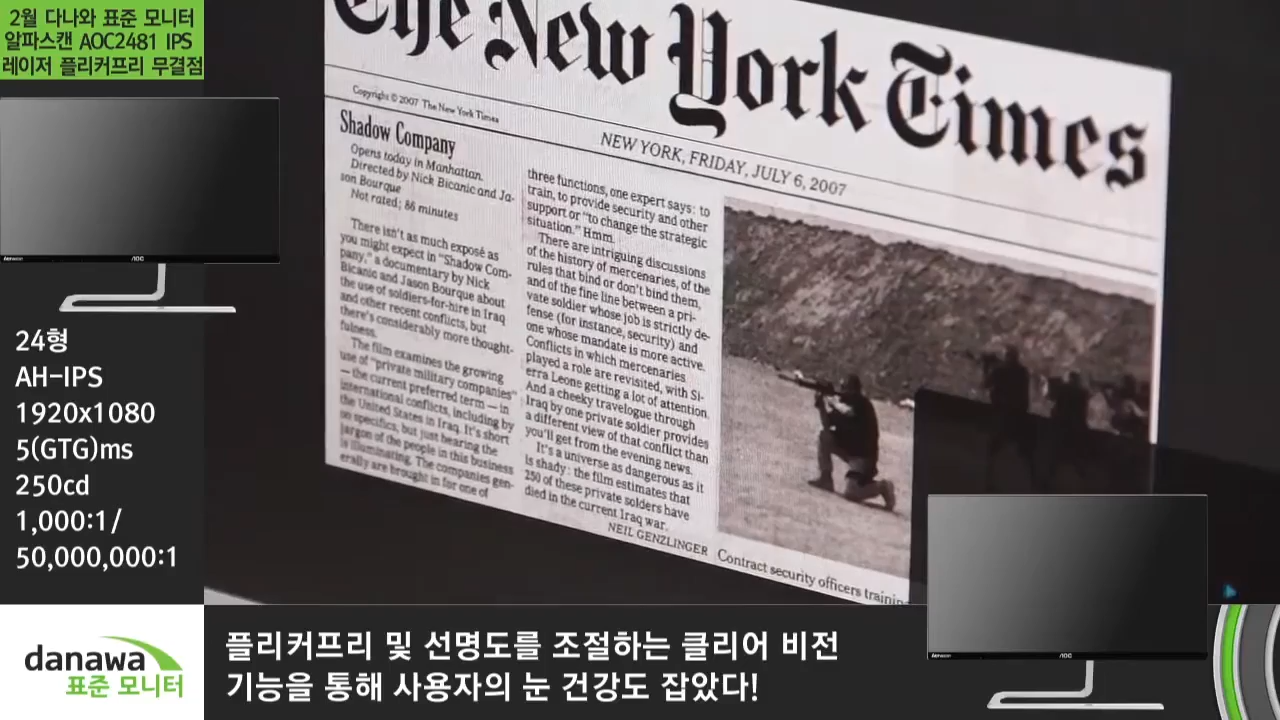 2월 다나와 표준 모니터
알파스캔 AOC2481 IPS
레이저 플리커프리 무결점
24형
AH-IPS
1920x1080
5(GTG)ms
250cd
1,000:1/
50,000,000:1
danawa
표준 모니터
The New York Times
Copyright © 2007 The New York Times
NEW YORK, FRIDAY, JULY 6, 2007
Shadow Company
Opens today in Manhattan.
Directed by Nick Bicanic and Ja-
son Bourque
Not rated; 86 minutes
There isn't as much exposé as
you might expect in "Shadow Com-
pany," a documentary by Nick
Bicanic and Jason Bourque about
the use of soldiers-for-hire in Iraq
and other recent conflicts, but
there's considerably more thought-
fulness.
The film examines the growing
use of "private military companies"
— the current preferred term — in
international conflicts, including by
the United States in Iraq. It's short
on specifics, but just hearing the
jargon of the people in this business
is illuminating. The companies gen-
erally are brought in for one of
three functions, one expert says: to
train, to provide security and other
support or "to change the strategic
situation." Hmm.
There are intriguing discussions
of the history of mercenaries, of the
rules that bind or don't bind them,
and of the fine line between a pri-
vate soldier whose job is strictly de-
fense (for instance, security) and
one whose mandate is more active.
Conflicts in which mercenaries
played a role are revisited, with Si-
erra Leone getting a lot of attention.
And a cheeky travelogue through
Iraq by one private soldier provides
a different view of that conflict than
you'll get from the evening news.
It's a universe as dangerous as it
is shady: the film estimates that
250 of these private solders have
died in the current Iraq war.
NEIL GENZLINGER
Contract security officers training
플리커프리 및 선명도를 조절하는 클리어 비전
기능을 통해 사용자의 눈 건강도 잡았다!
AOC
AOC